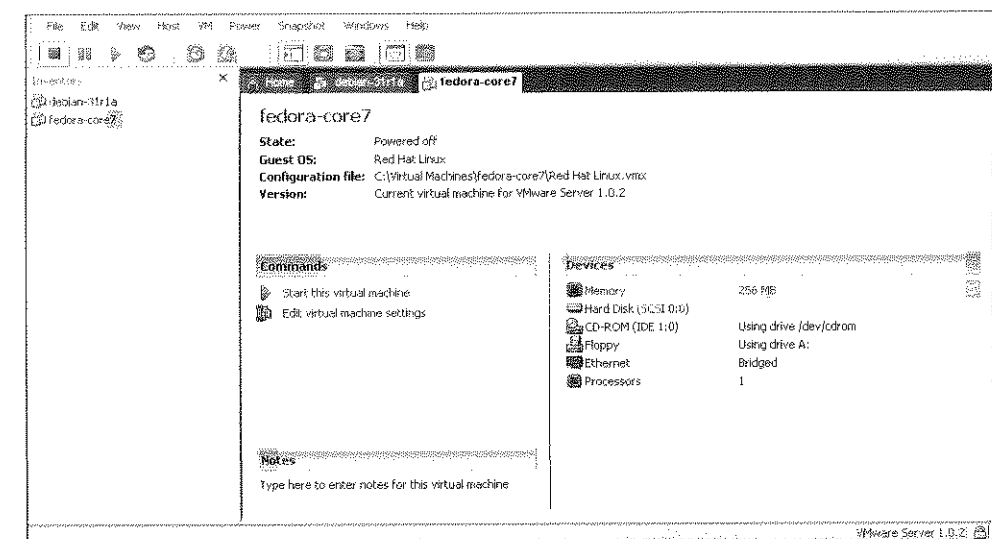 File Edit View Host VM Power Snapshot Windows Help
Inventory
debian-31r1a
fedora-core7
Home debian-31r1a fedora-core7
fedora-core7
State: Powered off
Guest OS: Red Hat Linux
Configuration file: C:\Virtual Machines\fedora-core7\Red Hat Linux.vmx
Version: Current virtual machine for VMware Server 1.0.2
Commands
Start this virtual machine
Edit virtual machine settings
Devices
Memory 256 MB
Hard Disk (SCSI 0:0)
CD-ROM (IDE 1:0) Using drive /dev/cdrom
Floppy Using drive A:
Ethernet Bridged
Processors 1
Notes
Type here to enter notes for this virtual machine
VMware Server 1.0.2